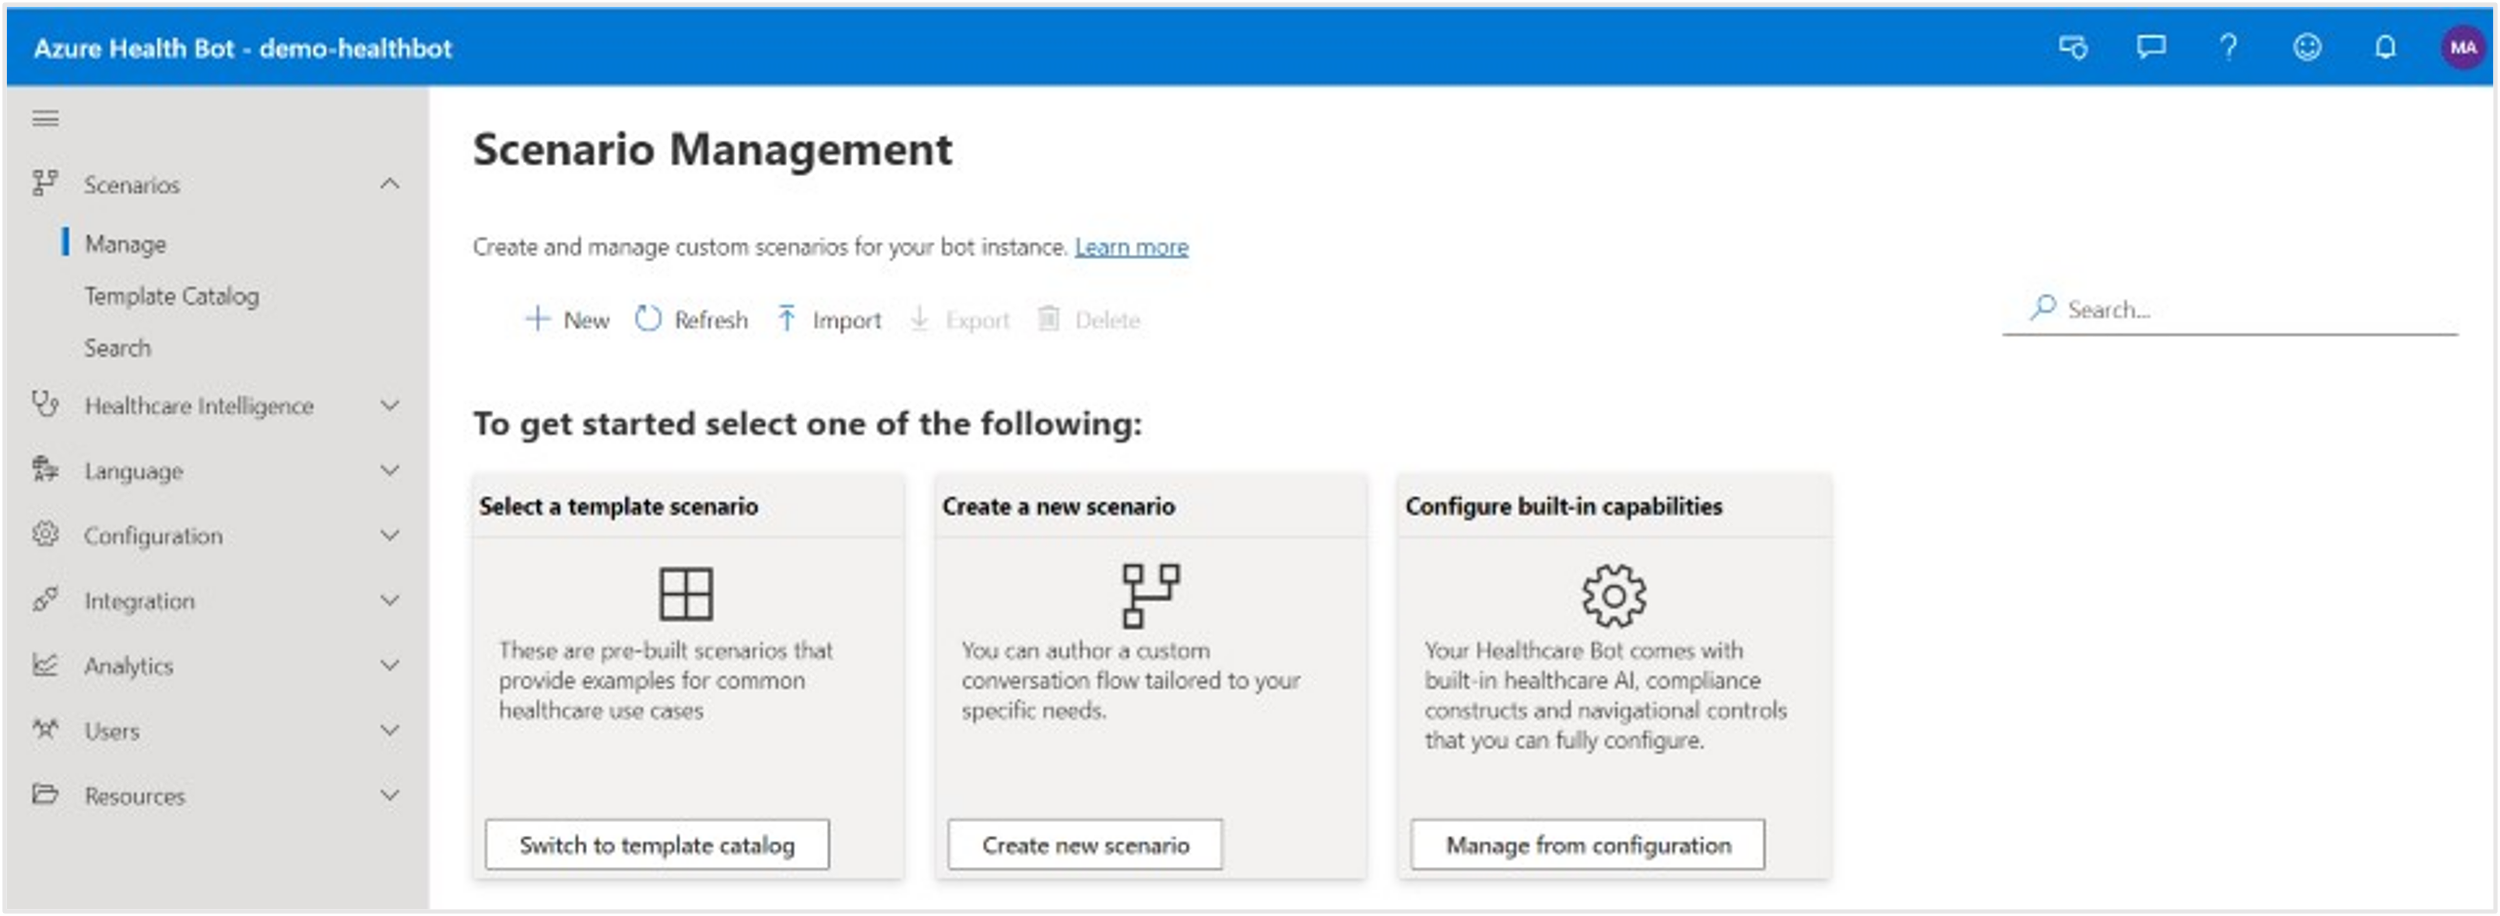 Azure Health Bot - demo-healthbot
MA
Scenarios
Manage
Template Catalog
Search
Healthcare Intelligence
Language
Configuration
Integration
Analytics
Users
Resources
Scenario Management
Create and manage custom scenarios for your bot instance. Learn more
New Refresh Import Export Delete
Search...
To get started select one of the following:
Select a template scenario
These are pre-built scenarios that
provide examples for common
healthcare use cases
Switch to template catalog
Create a new scenario
You can author a custom
conversation flow tailored to your
specific needs.
Create new scenario
Configure built-in capabilities
Your Healthcare Bot comes with
built-in healthcare AI, compliance
constructs and navigational controls
that you can fully configure.
Manage from configuration